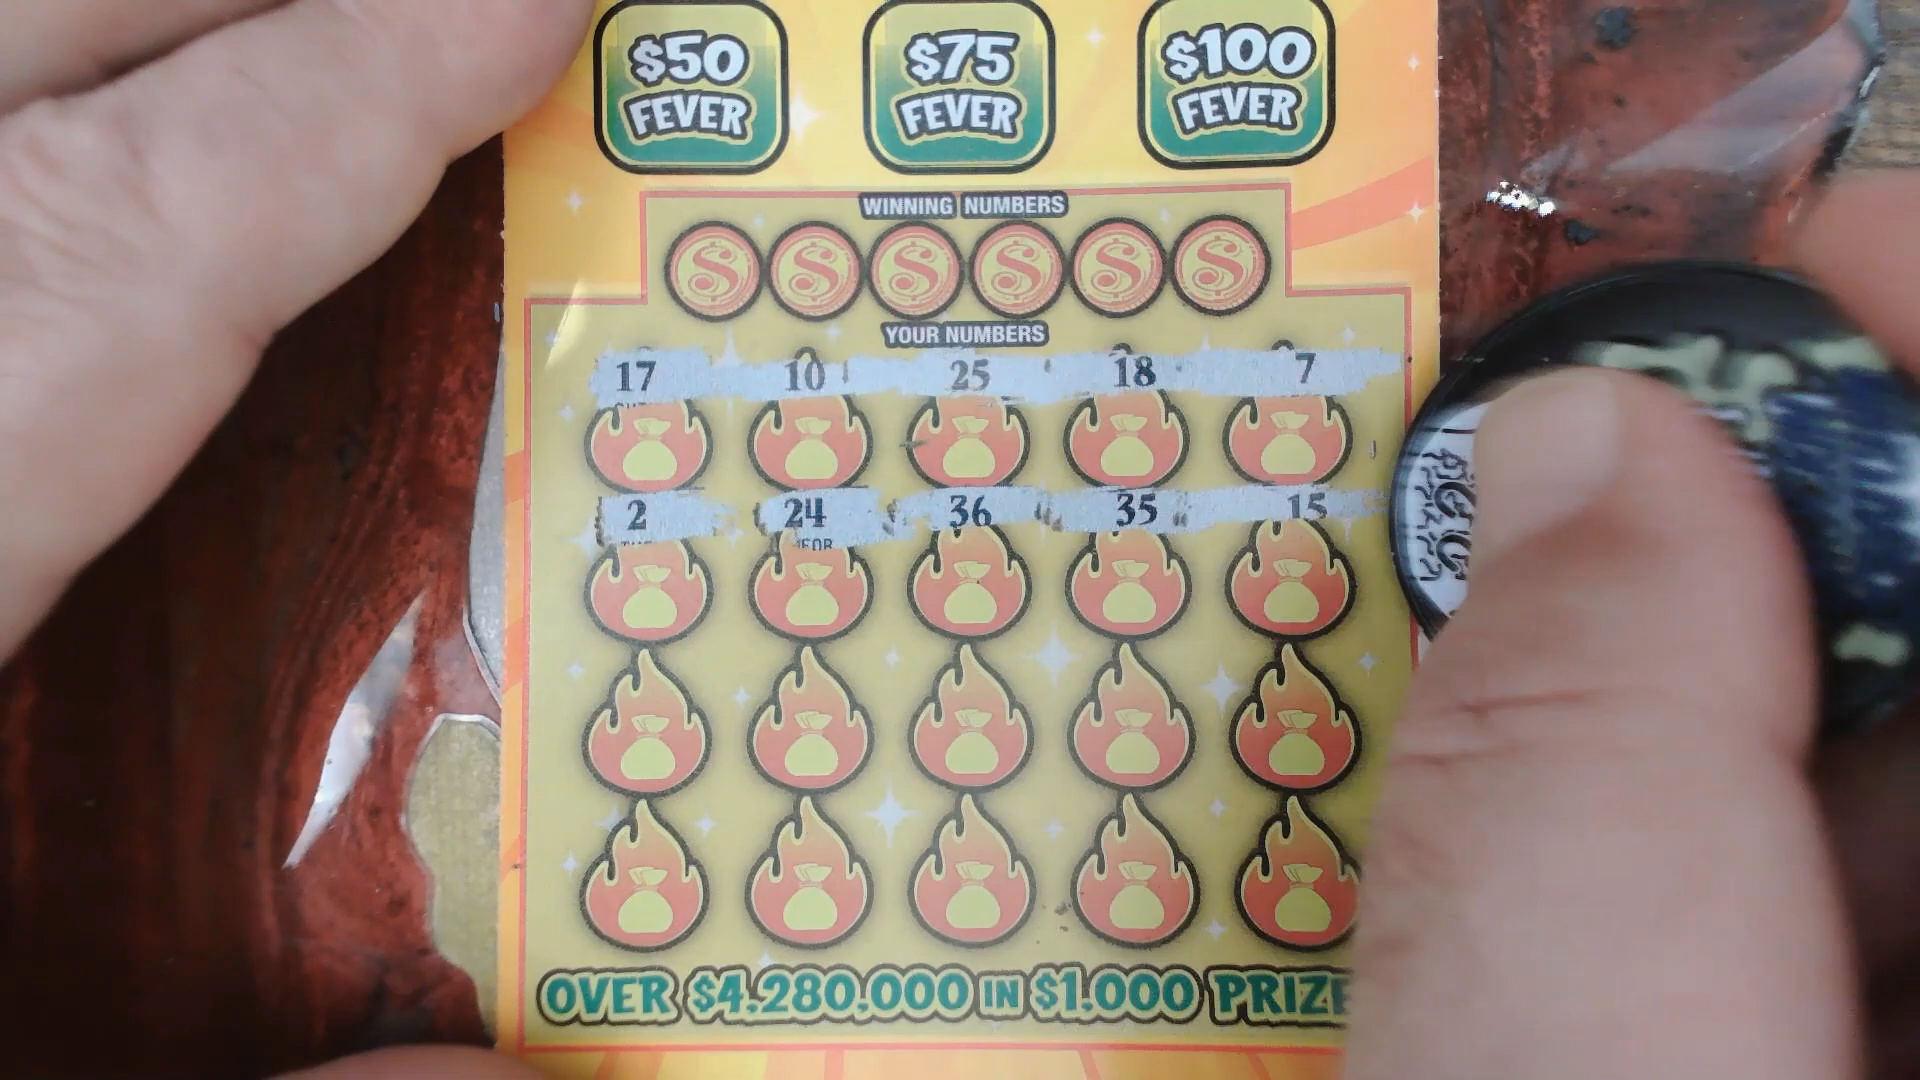 $50 $75 $100
FEVER FEVER FEVER
WINNING NUMBERS
YOUR NUMBERS
17 10 25 18 7
2 24 36 35 15
OVER $4,280,000 IN $1,000 PRIZE